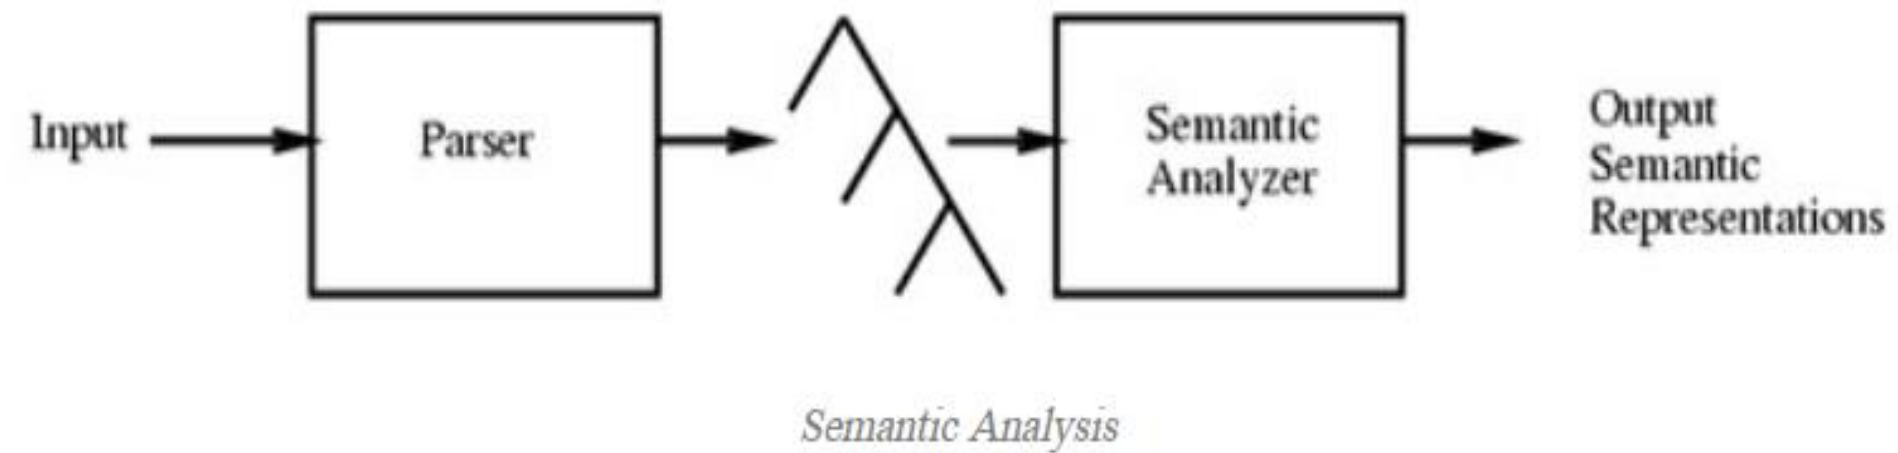 Input
Parser
Semantic
Analyzer
Output
Semantic
Representations
Semantic Analysis